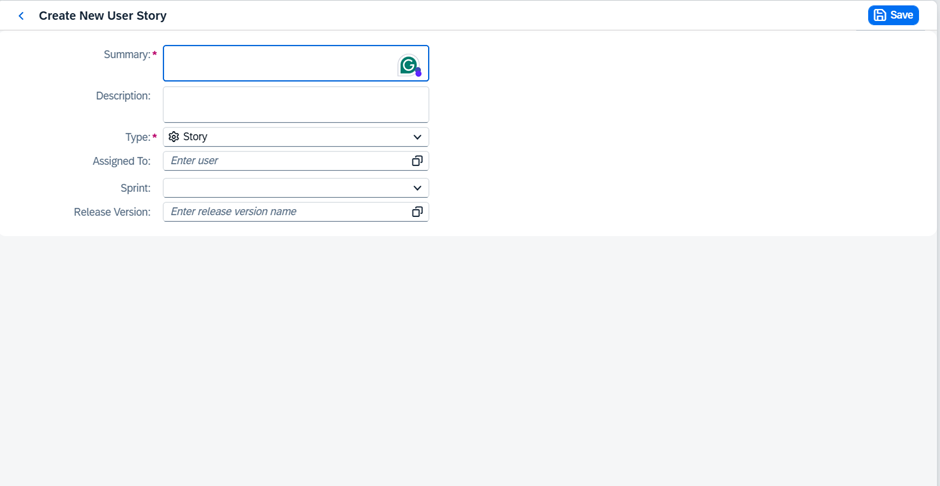 Create New User Story
Save
Summary:*
Description:
Type:* Story
Assigned To: Enter user
Sprint:
Release Version: Enter release version name